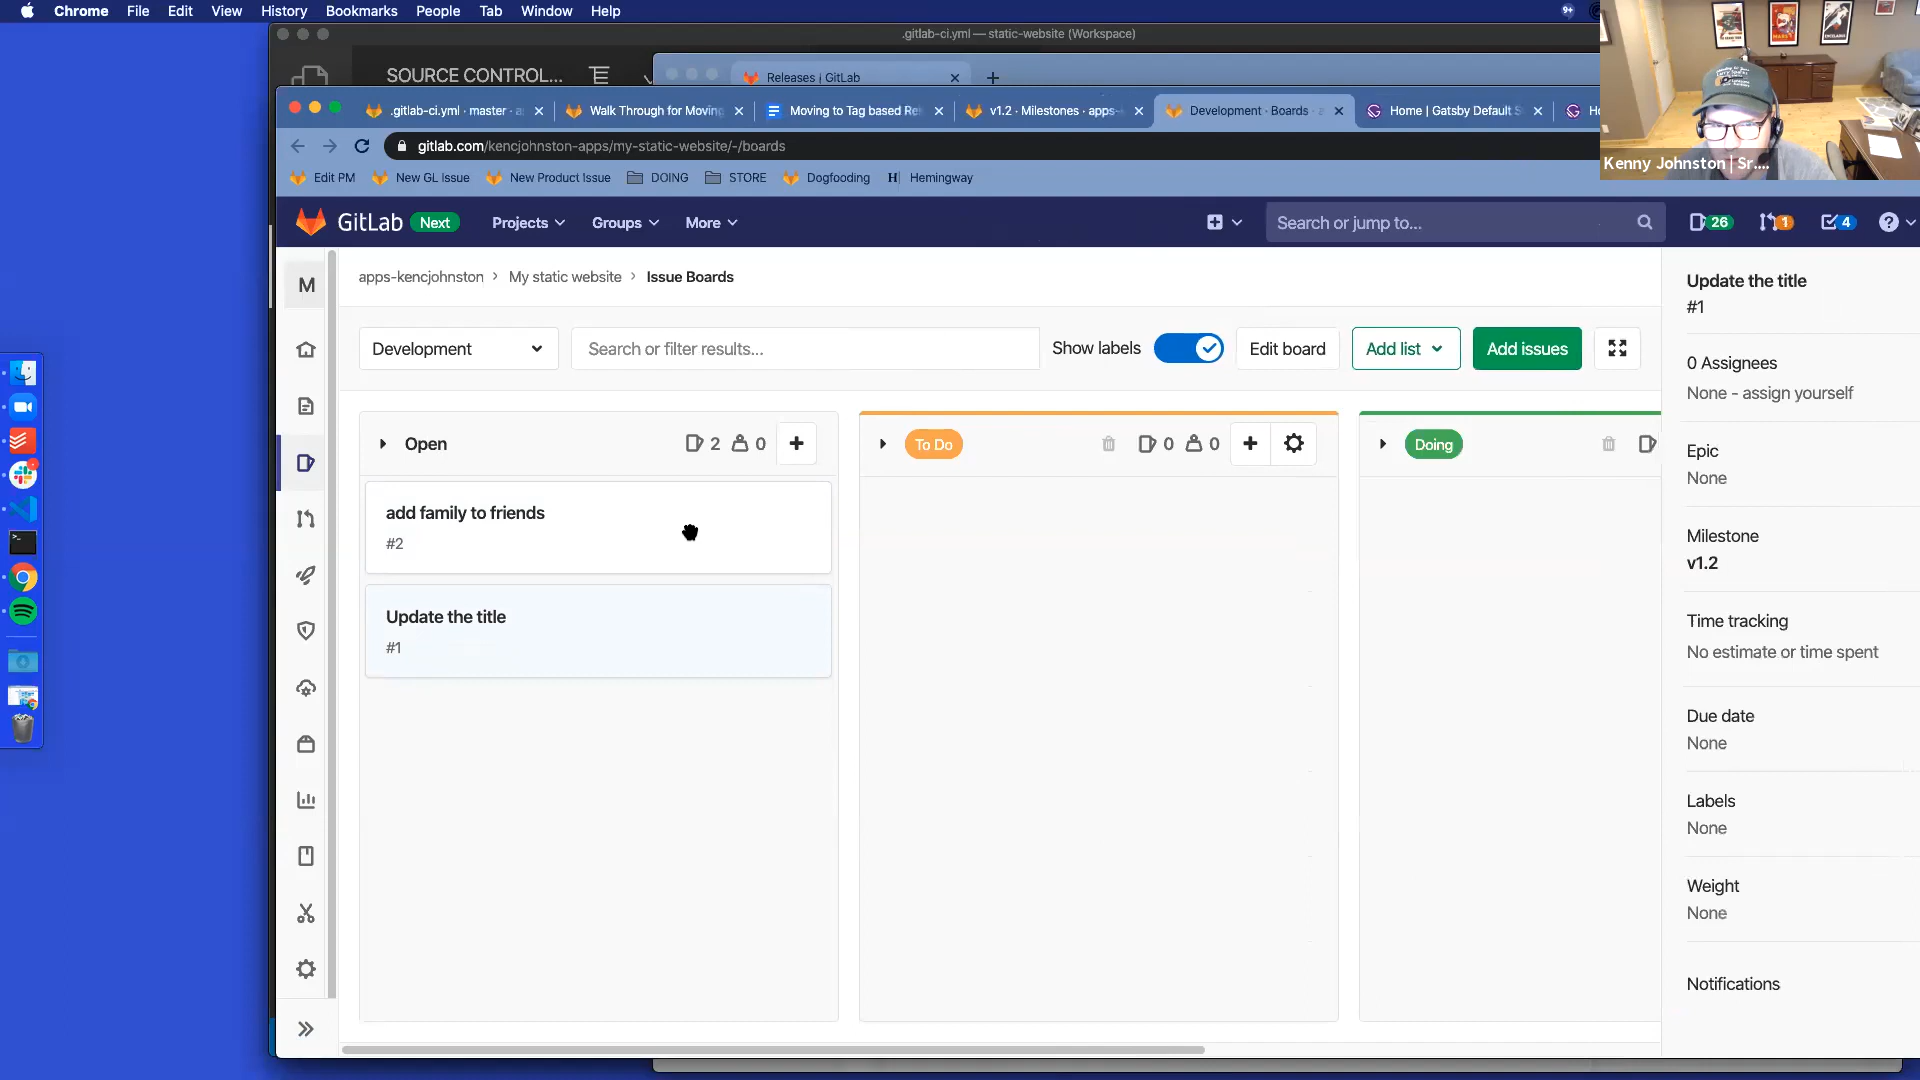 Chrome File Edit View History Bookmarks People Tab Window Help
9+
.gitlab-ci.yml — static-website (Workspace)
SOURCE CONTROL...
Releases | GitLab
.gitlab-ci.yml · master · a
Walk Through for Moving
Moving to Tag based Re
v1.2 · Milestones · apps-
Development · Boards · a
Home | Gatsby Default S
gitlab.com/kencjohnston-apps/my-static-website/-/boards
Kenny Johnston | Sr....
Edit PM
New GL Issue
New Product Issue
DOING
STORE
Dogfooding
H Hemingway
GitLab Next
Projects
Groups
More
Search or jump to...
26
1
4
?
M
apps-kencjohnston > My static website > Issue Boards
Development
Search or filter results...
Show labels
Edit board
Add list
Add issues
Open
2
0
To Do
0
0
Doing
add family to friends
#2
Update the title
#1
Update the title
#1
0 Assignees
None - assign yourself
Epic
None
Milestone
v1.2
Time tracking
No estimate or time spent
Due date
None
Labels
None
Weight
None
Notifications